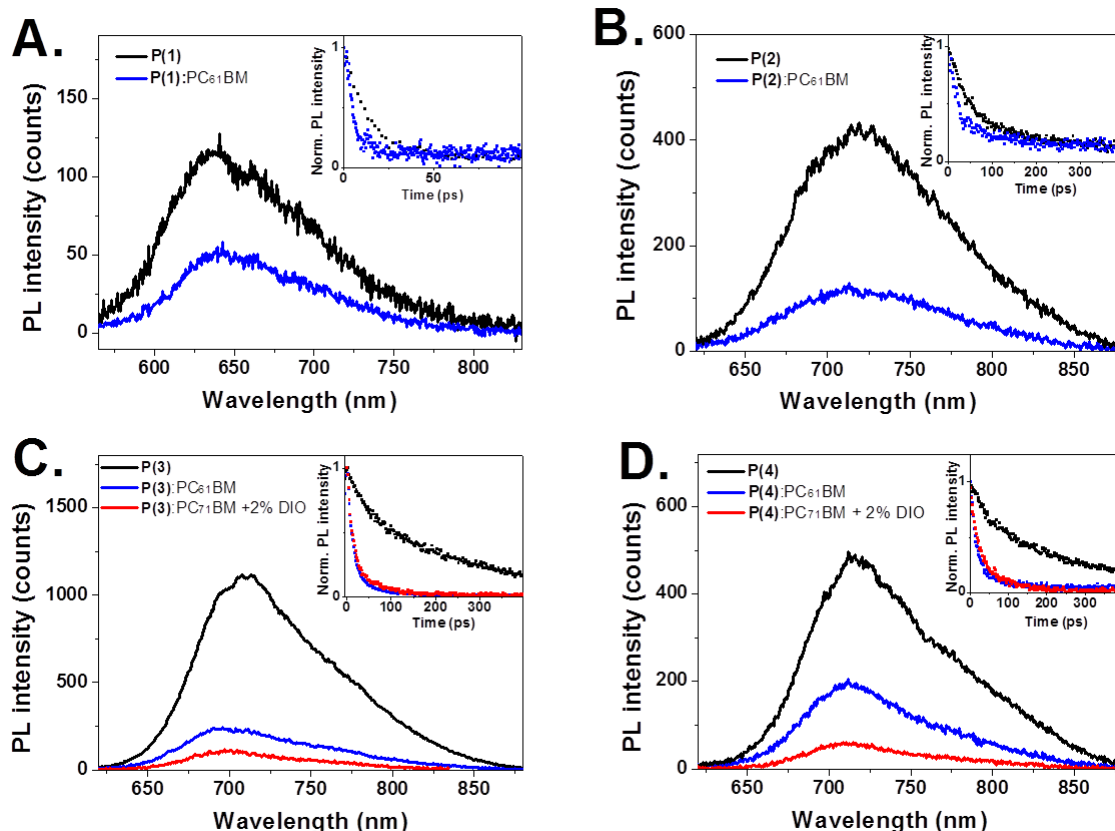 A.
P(1)
P(1):PC61BM
PL intensity (counts)
150
100
50
0
600
650
700
750
800
Wavelength (nm)
Norm. PL intensity
1
0
0
50
Time (ps)
B.
P(2)
P(2):PC61BM
PL intensity (counts)
600
400
200
0
650
700
750
800
850
Wavelength (nm)
Norm. PL intensity
1
0
0
100
200
300
Time (ps)
C.
P(3)
P(3):PC61BM
P(3):PC71BM +2% DIO
PL intensity (counts)
1500
1000
500
0
650
700
750
800
850
Wavelength (nm)
Norm. PL intensity
1
0
0
100
200
300
Time (ps)
D.
P(4)
P(4):PC61BM
P(4):PC71BM + 2% DIO
PL intensity (counts)
600
400
200
0
650
700
750
800
850
Wavelength (nm)
Norm. PL intensity
1
0
0
100
200
300
Time (ps)